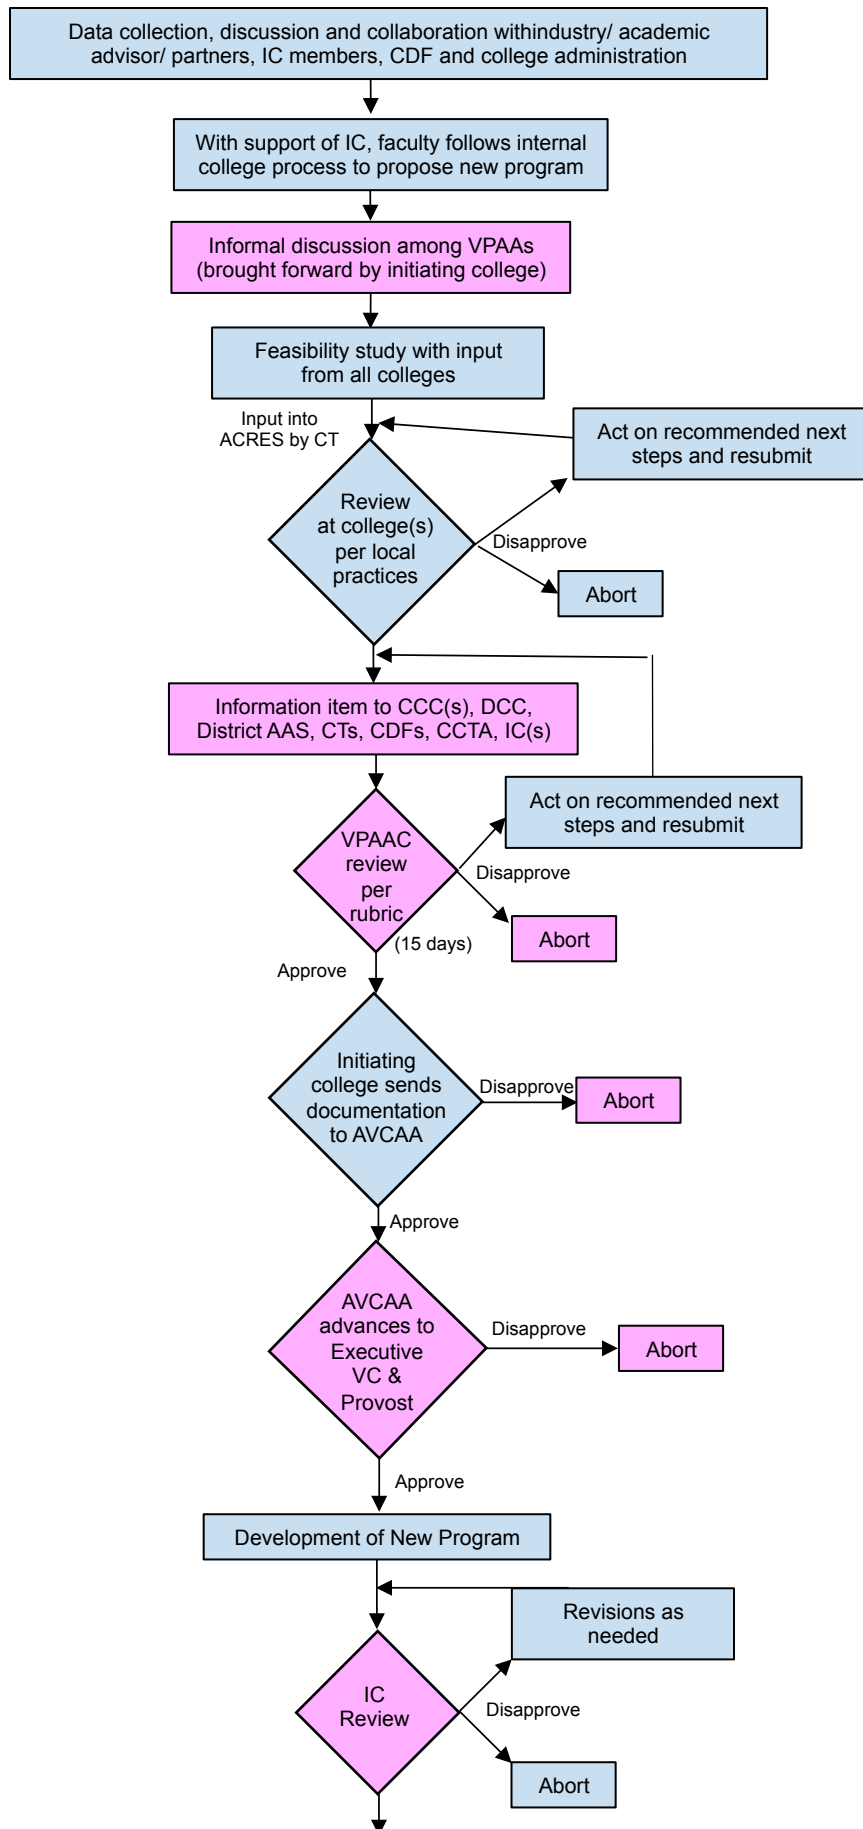 Data collection, discussion and collaboration withindustry/ academic
advisor/ partners, IC members, CDF and college administration
With support of IC, faculty follows internal
college process to propose new program
Informal discussion among VPAAs
(brought forward by initiating college)
Feasibility study with input
from all colleges
Input into
ACRES by CT
Act on recommended next
steps and resubmit
Review
at college(s)
per local
practices
Disapprove
Abort
Information item to CCC(s), DCC,
District AAS, CTs, CDFs, CCTA, IC(s)
Act on recommended next
steps and resubmit
VPAAC
review
per
rubric
Disapprove
Abort
(15 days)
Approve
Initiating
college sends
documentation
to AVCAA
Disapprove
Abort
Approve
AVCAA
advances to
Executive
VC &
Provost
Disapprove
Abort
Approve
Development of New Program
Revisions as
needed
IC
Review
Disapprove
Abort